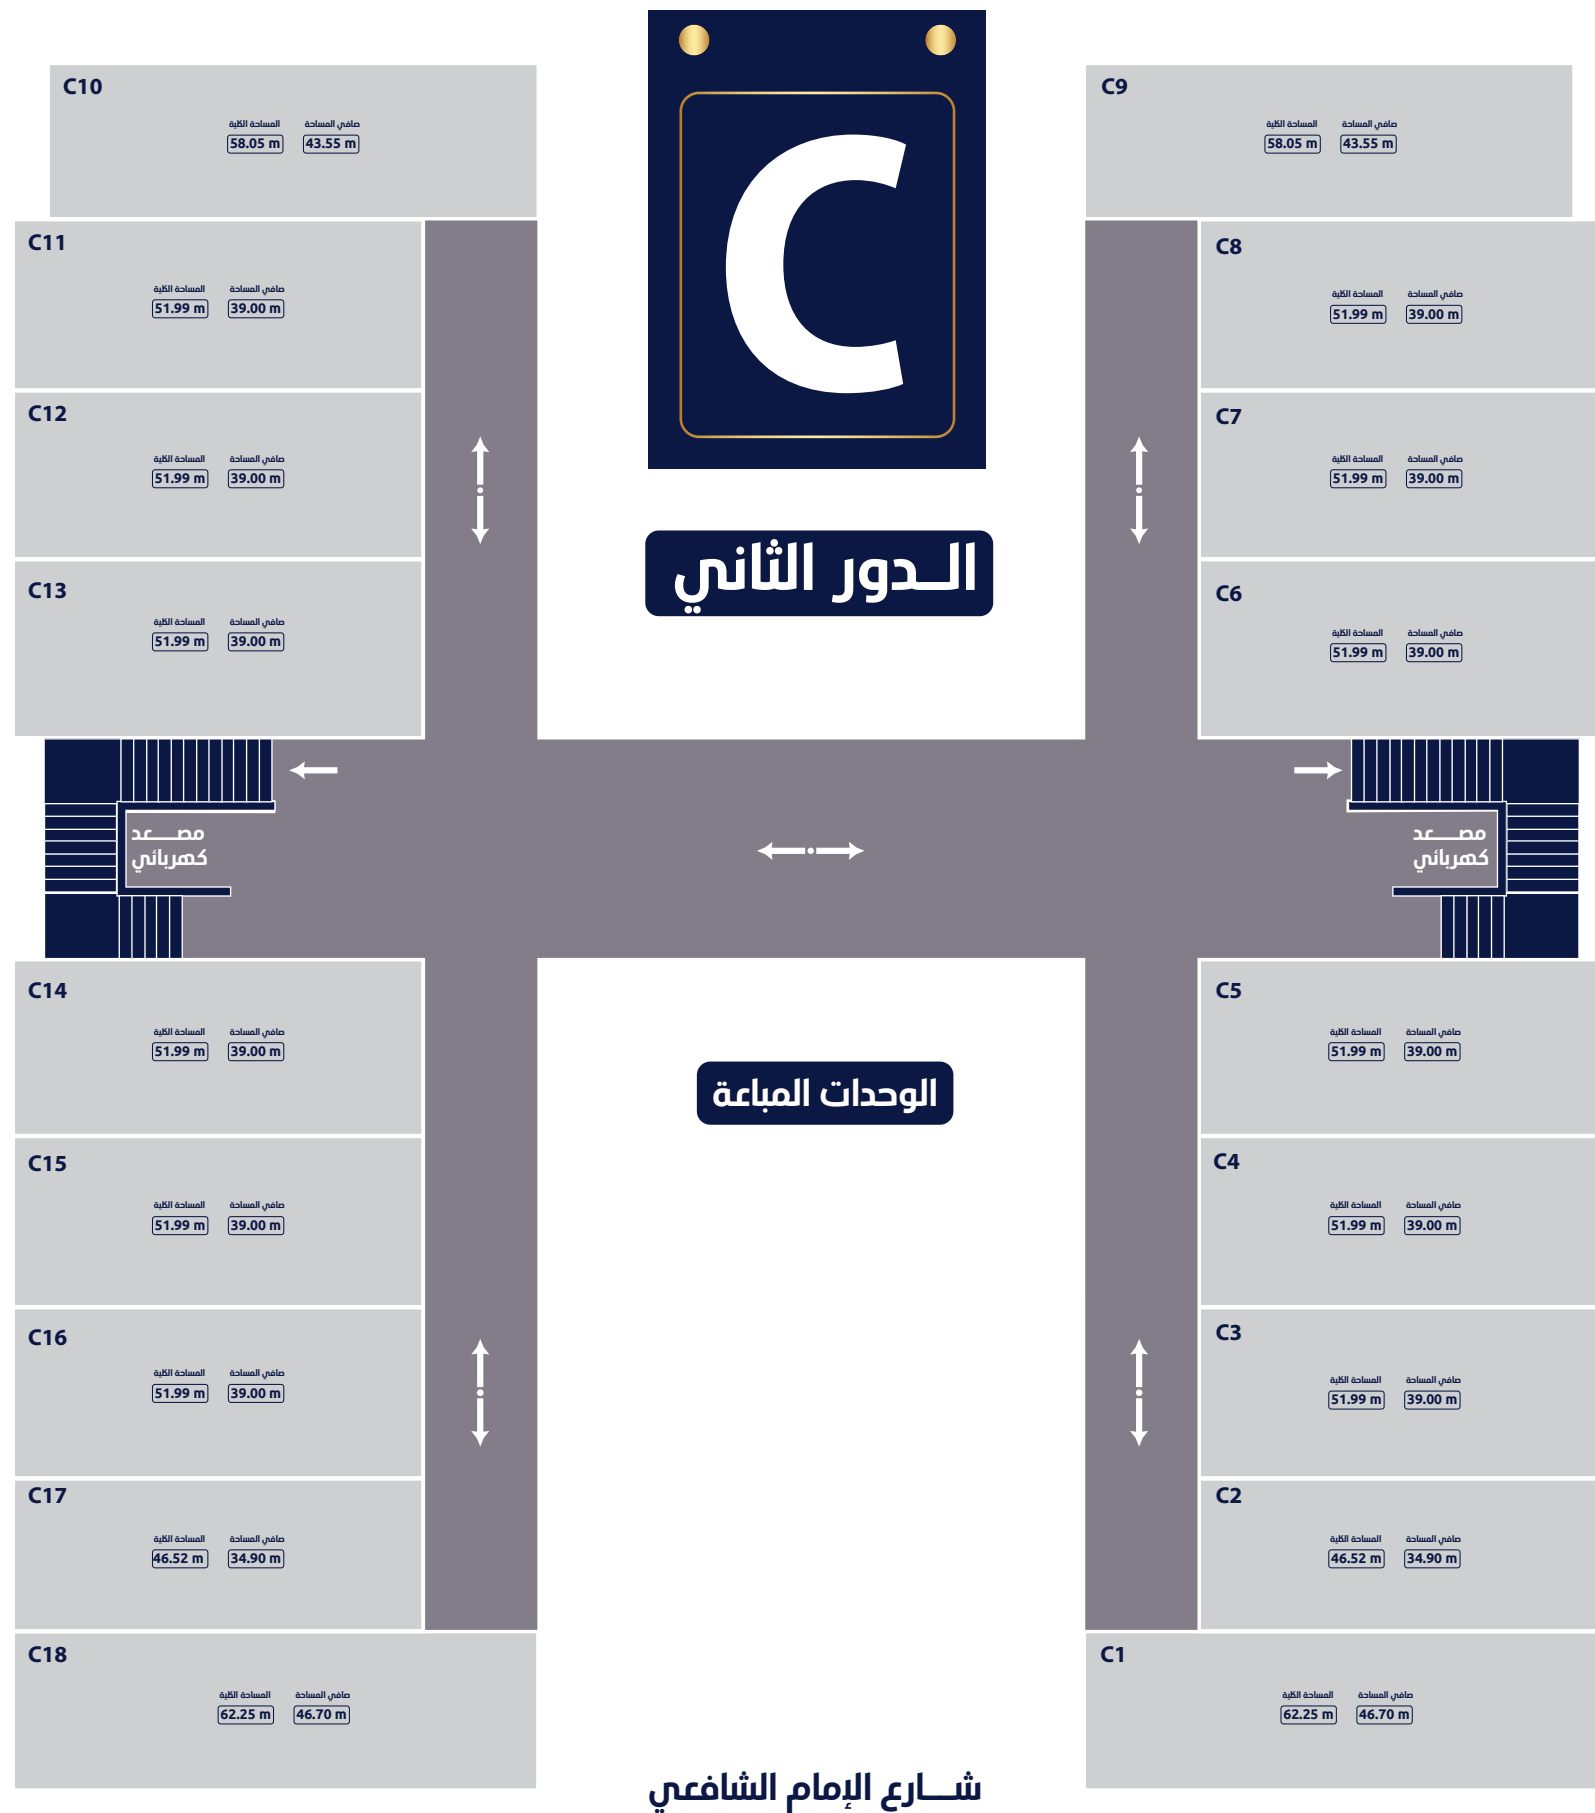 C
الــدور الثاني
C10
المساحة الكلية صافي المساحة
58.05 m 43.55 m
C9
المساحة الكلية صافي المساحة
58.05 m 43.55 m
C11
المساحة الكلية صافي المساحة
51.99 m 39.00 m
C8
المساحة الكلية صافي المساحة
51.99 m 39.00 m
C12
المساحة الكلية صافي المساحة
51.99 m 39.00 m
C7
المساحة الكلية صافي المساحة
51.99 m 39.00 m
C13
المساحة الكلية صافي المساحة
51.99 m 39.00 m
C6
المساحة الكلية صافي المساحة
51.99 m 39.00 m
مصــــعد
كهربائي
مصــــعد
كهربائي
C14
المساحة الكلية صافي المساحة
51.99 m 39.00 m
C5
المساحة الكلية صافي المساحة
51.99 m 39.00 m
الوحدات المباعة
C15
المساحة الكلية صافي المساحة
51.99 m 39.00 m
C4
المساحة الكلية صافي المساحة
51.99 m 39.00 m
C16
المساحة الكلية صافي المساحة
51.99 m 39.00 m
C3
المساحة الكلية صافي المساحة
51.99 m 39.00 m
C17
المساحة الكلية صافي المساحة
46.52 m 34.90 m
C2
المساحة الكلية صافي المساحة
46.52 m 34.90 m
C18
المساحة الكلية صافي المساحة
62.25 m 46.70 m
C1
المساحة الكلية صافي المساحة
62.25 m 46.70 m
شــــارع الإمام الشافعي